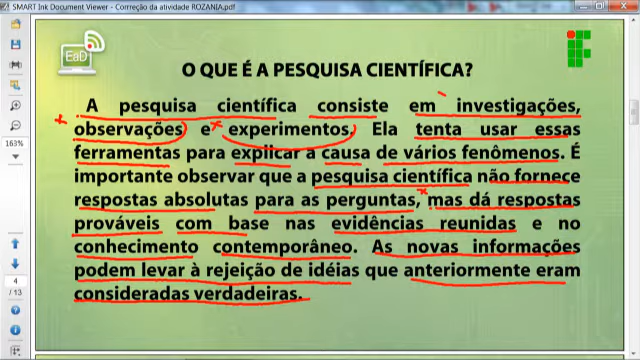 SMART Ink Document Viewer - Corrreção da atividade ROZANIA.pdf
EaD
O QUE É A PESQUISA CIENTÍFICA?
A pesquisa científica consiste em investigações,
observações e experimentos. Ela tenta usar essas
ferramentas para explicar a causa de vários fenômenos. É
importante observar que a pesquisa científica não fornece
respostas absolutas para as perguntas, mas dá respostas
prováveis com base nas evidências reunidas e no
conhecimento contemporâneo. As novas informações
podem levar à rejeição de idéias que anteriormente eram
consideradas verdadeiras.
163%
4
/ 13